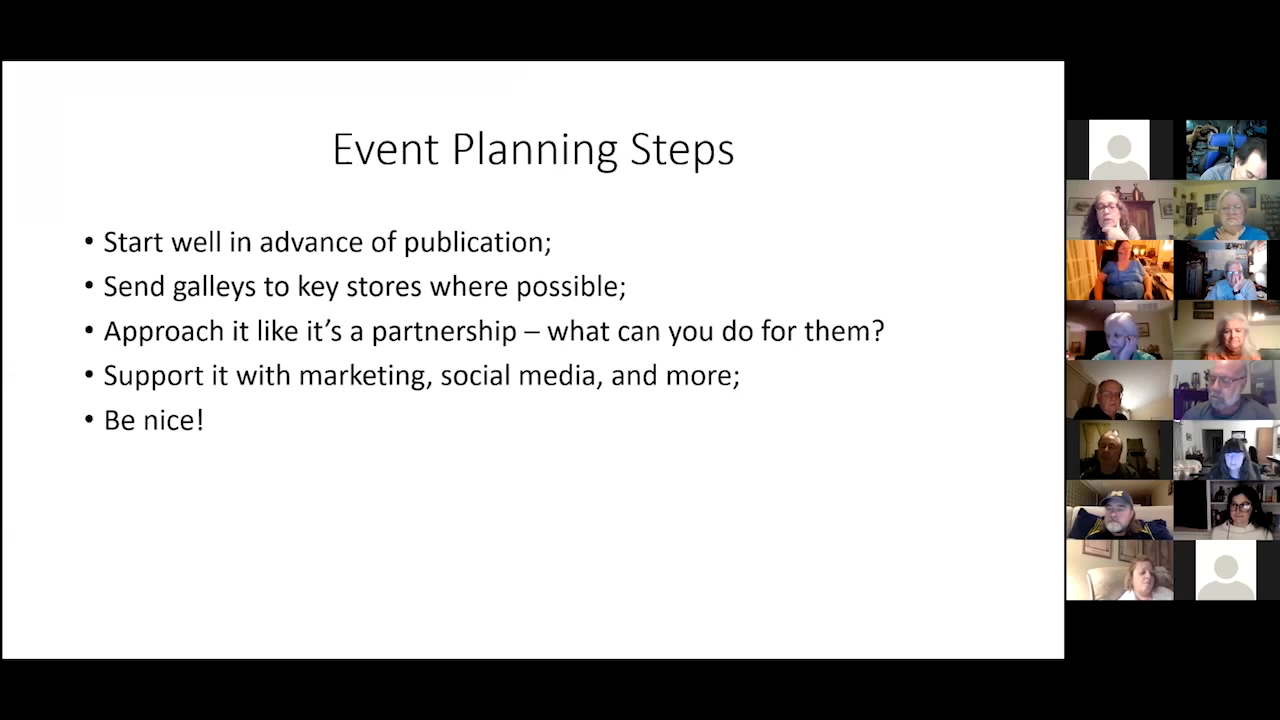 Event Planning Steps
• Start well in advance of publication;
• Send galleys to key stores where possible;
• Approach it like it’s a partnership – what can you do for them?
• Support it with marketing, social media, and more;
• Be nice!